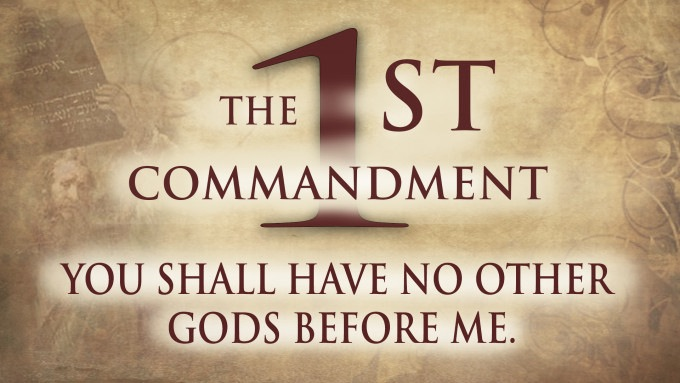 THE 1ST
COMMANDMENT
YOU SHALL HAVE NO OTHER
GODS BEFORE ME.